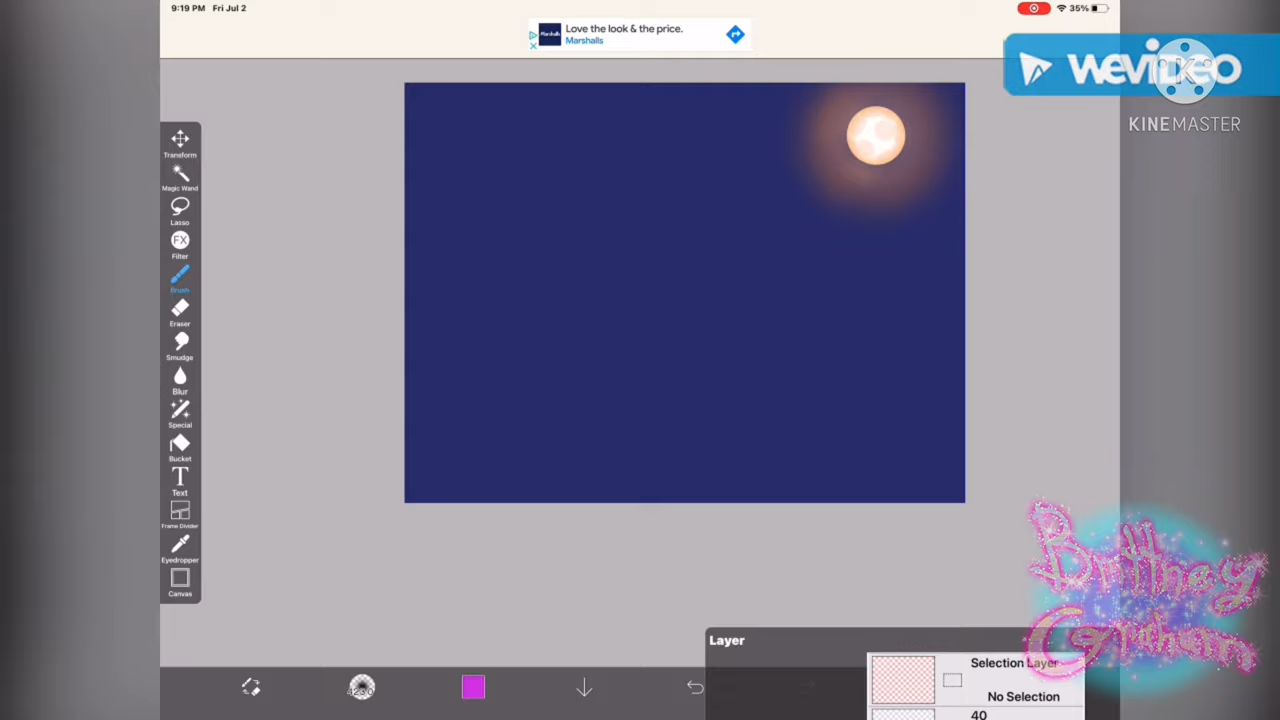 9:19 PM Fri Jul 2
35%
Love the look & the price.
Marshalls
Marshalls
WEVIDEO
K
KINEMASTER
Transform
Magic Wand
Lasso
FX
Filter
Brush
Eraser
Smudge
Blur
Special
Bucket
T
Text
Frame Divider
Eyedropper
Canvas
Brittney
Graham
Layer
Selection Layer
No Selection
40